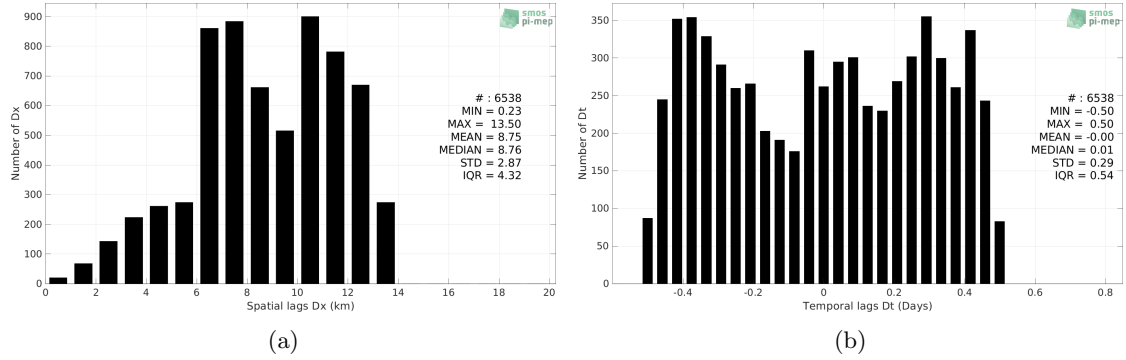 900
800
700
600
500
400
300
200
100
0
Number of Dx
smos
pi-mep
# : 6538
MIN = 0.23
MAX = 13.50
MEAN = 8.75
MEDIAN = 8.76
STD = 2.87
IQR = 4.32
0 2 4 6 8 10 12 14 16 18 20
Spatial lags Dx (km)
(a)
350
300
250
200
150
100
50
0
Number of Dt
smos
pi-mep
# : 6538
MIN = -0.50
MAX = 0.50
MEAN = -0.00
MEDIAN = 0.01
STD = 0.29
IQR = 0.54
-0.4 -0.2 0 0.2 0.4 0.6 0.8
Temporal lags Dt (Days)
(b)